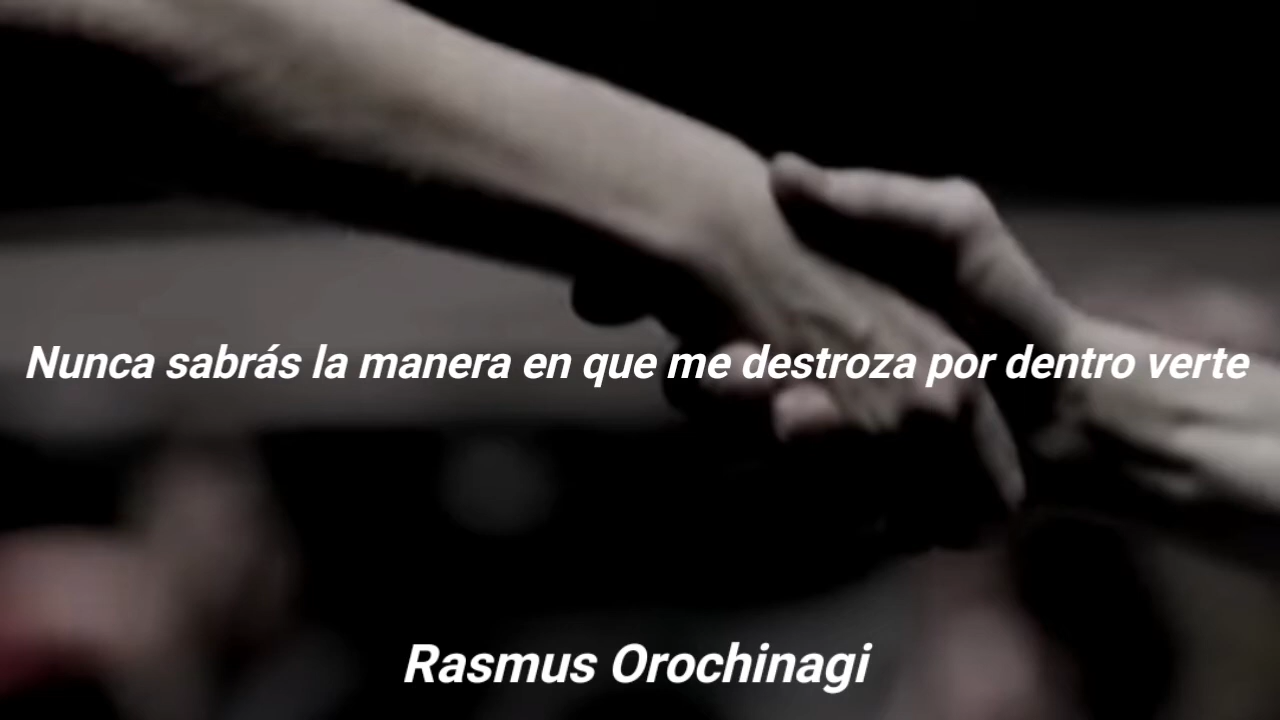 Nunca sabrás la manera en que me destroza por dentro verte
Rasmus Orochinagi